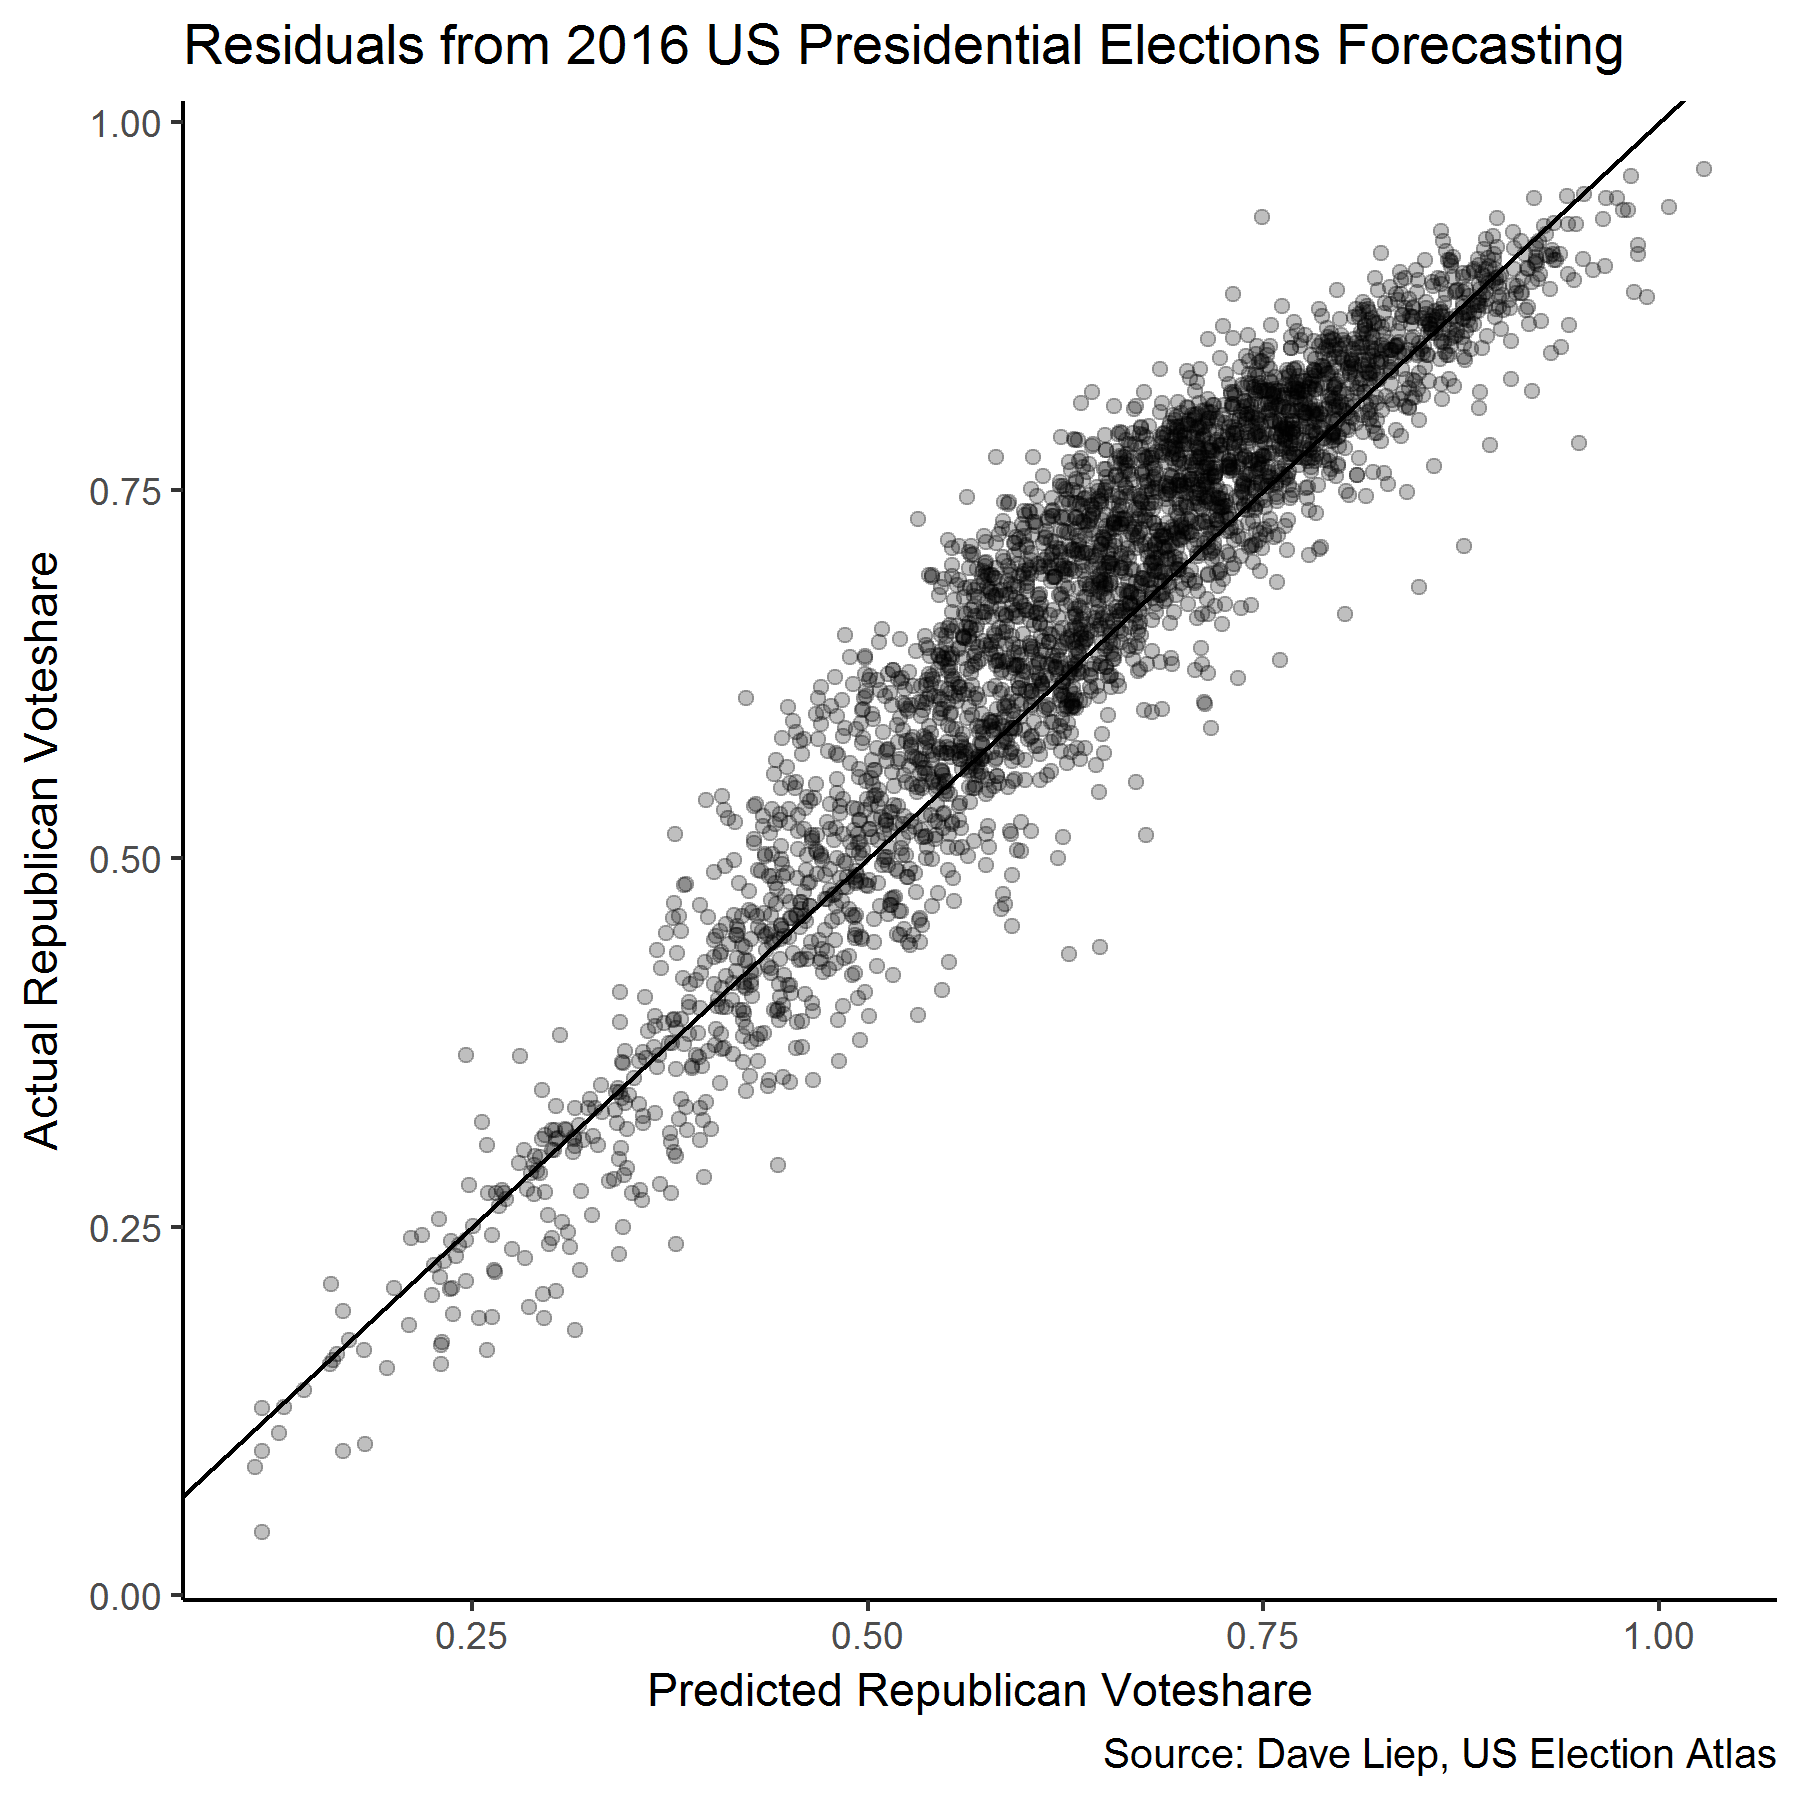 Residuals from 2016 US Presidential Elections Forecasting
1.00
0.75
0.50
0.25
0.00
Actual Republican Voteshare
0.25 0.50 0.75 1.00
Predicted Republican Voteshare
Source: Dave Liep, US Election Atlas